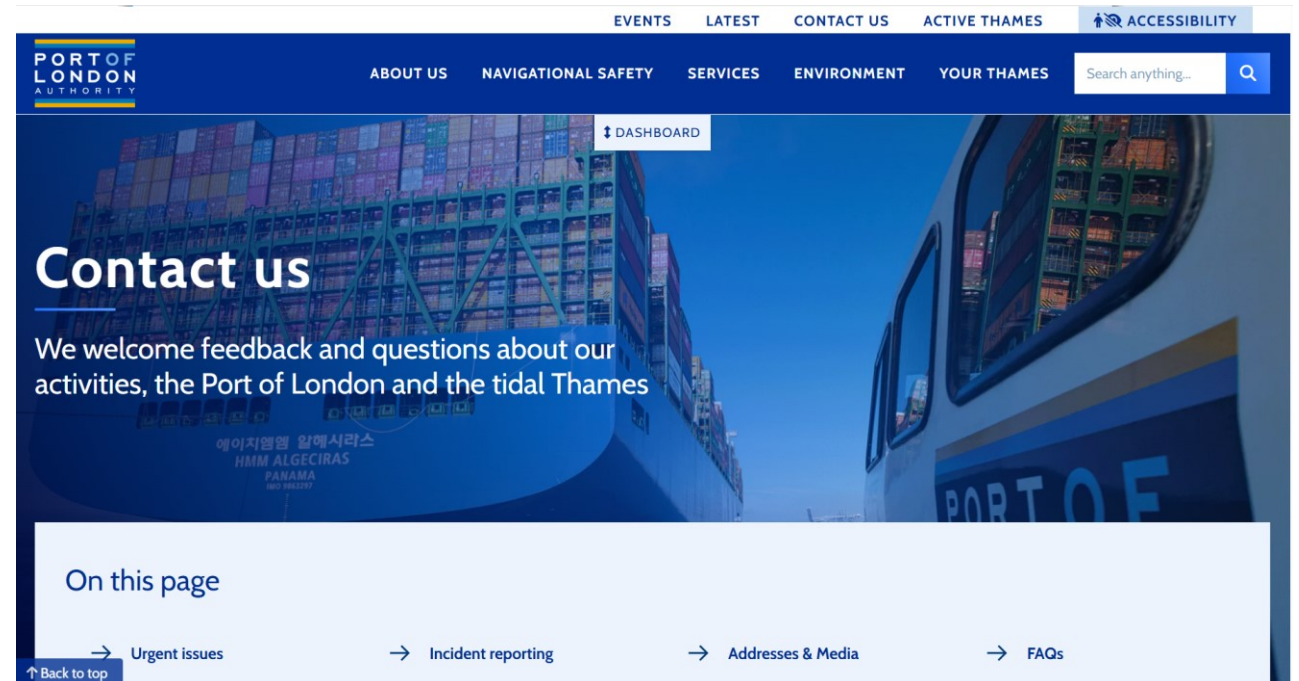 EVENTS LATEST CONTACT US ACTIVE THAMES ACCESSIBILITY
PORT OF
LONDON
AUTHORITY
ABOUT US NAVIGATIONAL SAFETY SERVICES ENVIRONMENT YOUR THAMES Search anything...
DASHBOARD
Contact us
We welcome feedback and questions about our
activities, the Port of London and the tidal Thames
에이치엠엠 알헤시라스
HMM ALGECIRAS
PANAMA
IMO 9863297
PORT OF
On this page
Urgent issues Incident reporting Addresses & Media FAQs
Back to top